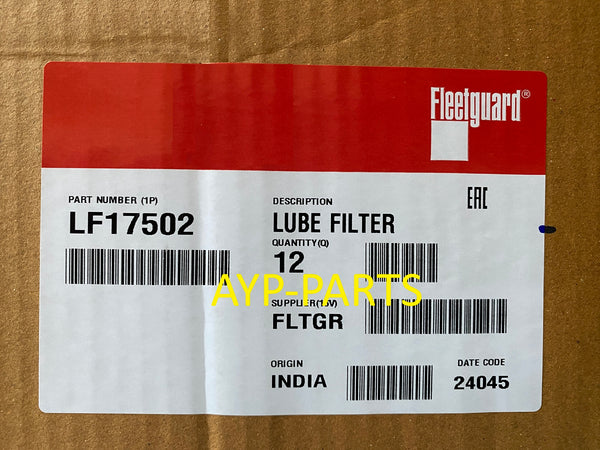 Fleetguard®
PART NUMBER (1P)
LF17502
DESCRIPTION
LUBE FILTER
EAC
QUANTITY(Q)
12
AYP-PARTS
SUPPLIER(18V)
FLTGR
ORIGIN
INDIA
DATE CODE
24045